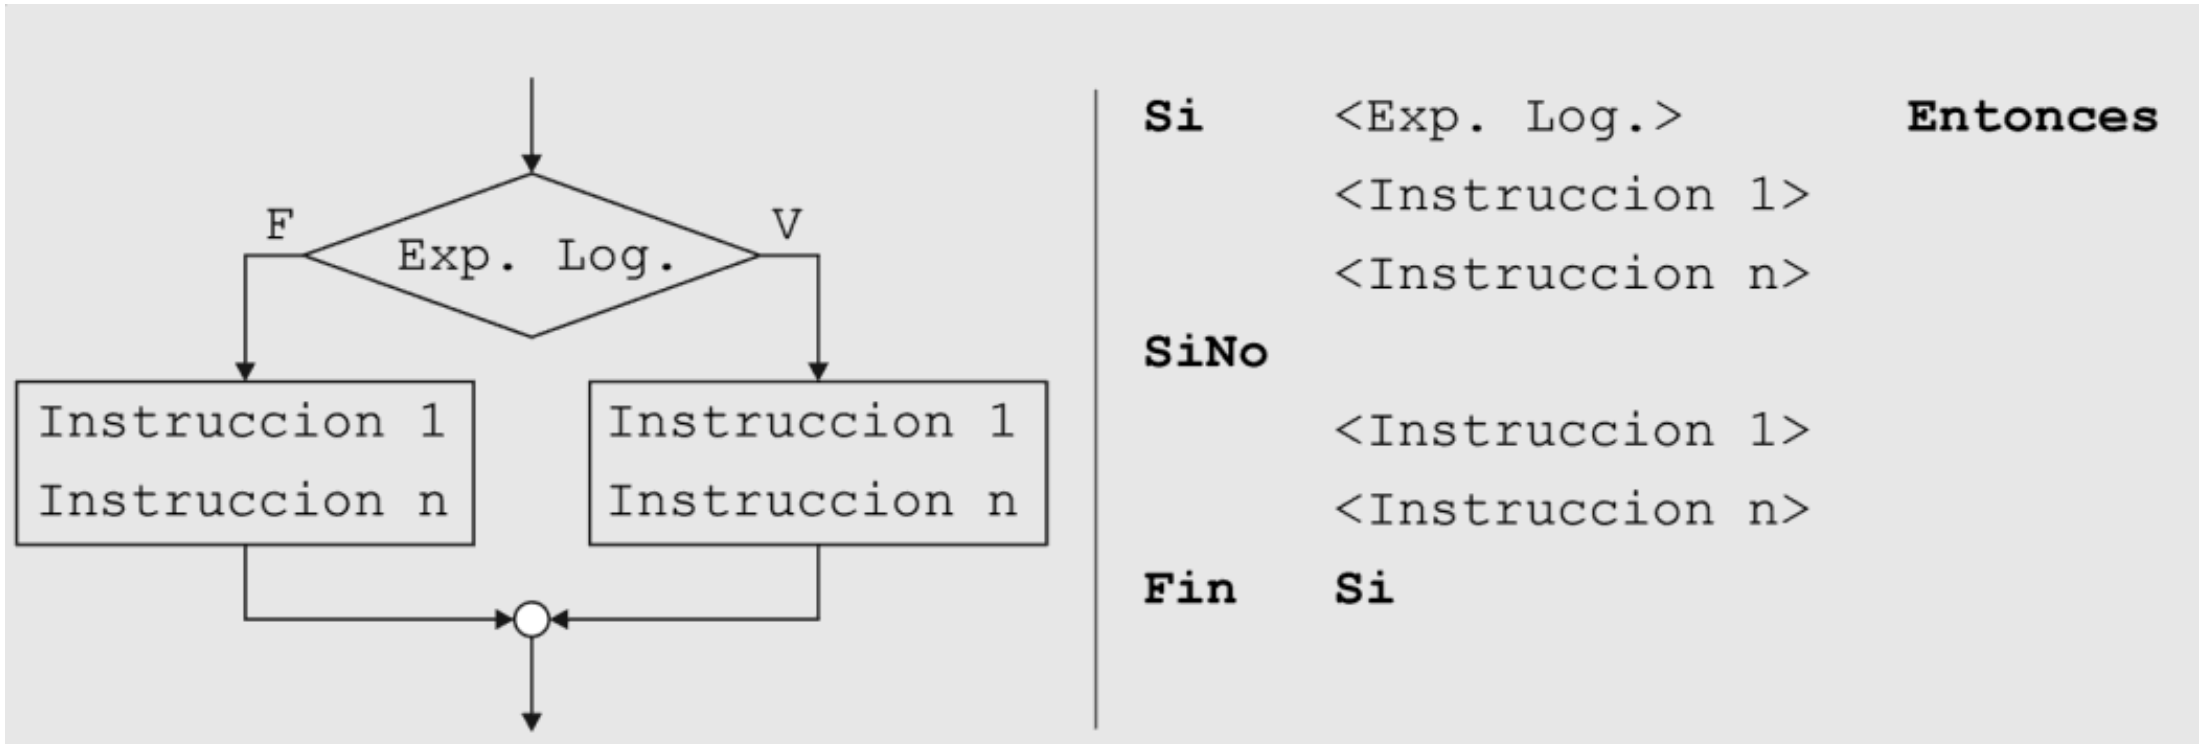 F
V
Exp. Log.
Instruccion 1
Instruccion n
Instruccion 1
Instruccion n
Si <Exp. Log.> Entonces
<Instruccion 1>
<Instruccion n>
SiNo
<Instruccion 1>
<Instruccion n>
Fin Si